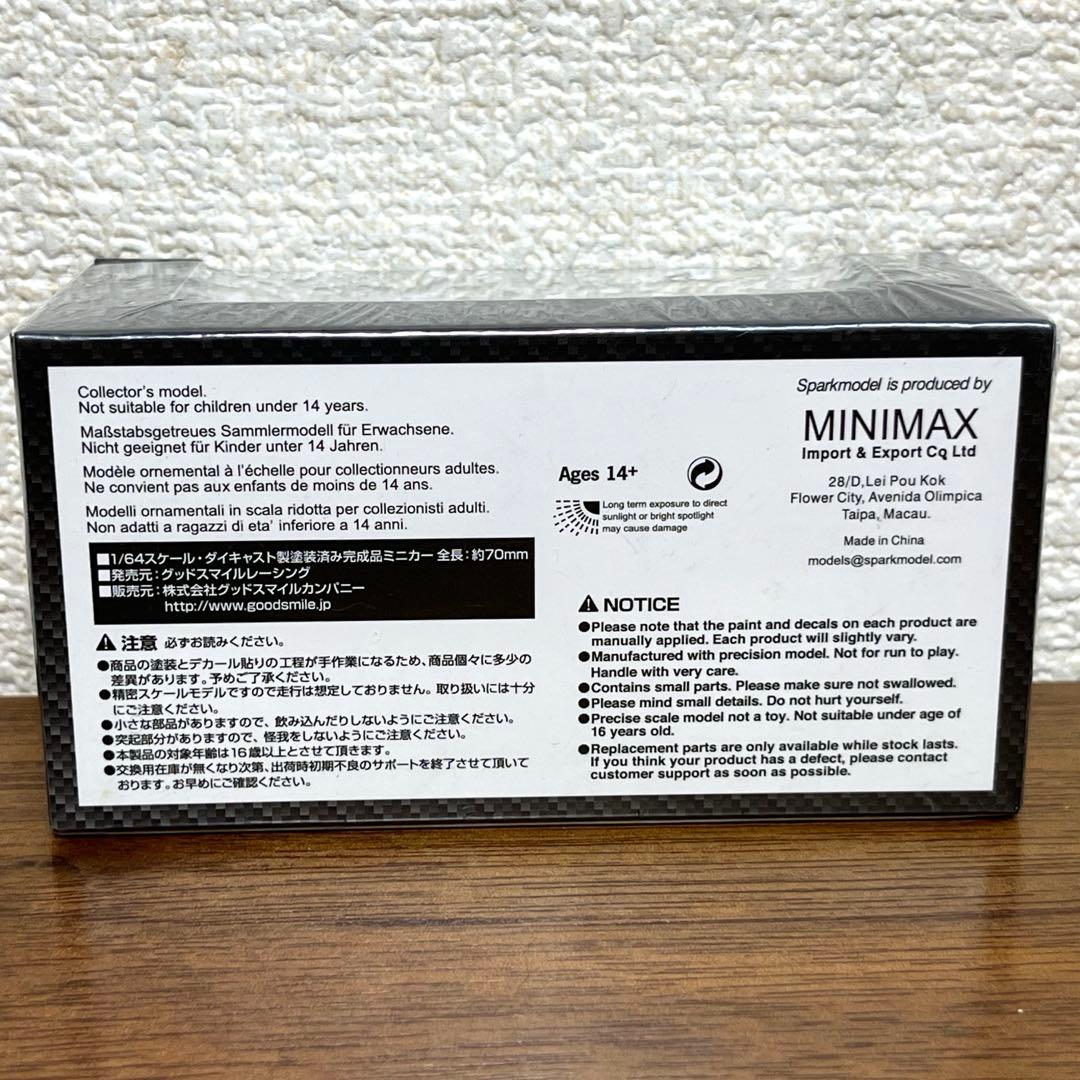 Collector's model.
Not suitable for children under 14 years.
Maßstabsgetreues Sammlermodell für Erwachsene.
Nicht geeignet für Kinder unter 14 Jahren.
Modèle ornemental à l'échelle pour collectionneurs adultes.
Ne convient pas aux enfants de moins de 14 ans.
Modelli ornamentali in scala ridotta per collezionisti adulti.
Non adatti a ragazzi di eta' inferiore a 14 anni.
■1/64スケール・ダイキャスト製塗装済み完成品ミニカー 全長：約70mm
■発売元：グッドスマイルレーシング
■販売元：株式会社グッドスマイルカンパニー
http://www.goodsmile.jp
注意 必ずお読みください。
●商品の塗装とデカール貼りの工程が手作業になるため、商品個々に多少の
差異があります。予めご了承ください。
●精密スケールモデルですので走行は想定しておりません。取り扱いには十分
にご注意ください。
●小さな部品がありますので、飲み込んだりしないようにご注意ください。
●突起部分がありますので、怪我をしないようにご注意ください。
●本製品の対象年齢は16歳以上とさせて頂きます。
●交換用在庫が無くなり次第、出荷時初期不良のサポートを終了させて頂いて
おります。お早めにご確認ください。
Ages 14+
Long term exposure to direct
sunlight or bright spotlight
may cause damage
Sparkmodel is produced by
MINIMAX
Import & Export Cq Ltd
28/D,Lei Pou Kok
Flower City, Avenida Olimpica
Taipa, Macau.
Made in China
models@sparkmodel.com
NOTICE
●Please note that the paint and decals on each product are
manually applied. Each product will slightly vary.
●Manufactured with precision model. Not for run to play.
Handle with very care.
●Contains small parts. Please make sure not swallowed.
●Please mind small details. Do not hurt yourself.
●Precise scale model not a toy. Not suitable under age of
16 years old.
●Replacement parts are only available while stock lasts.
If you think your product has a defect, please contact
customer support as soon as possible.